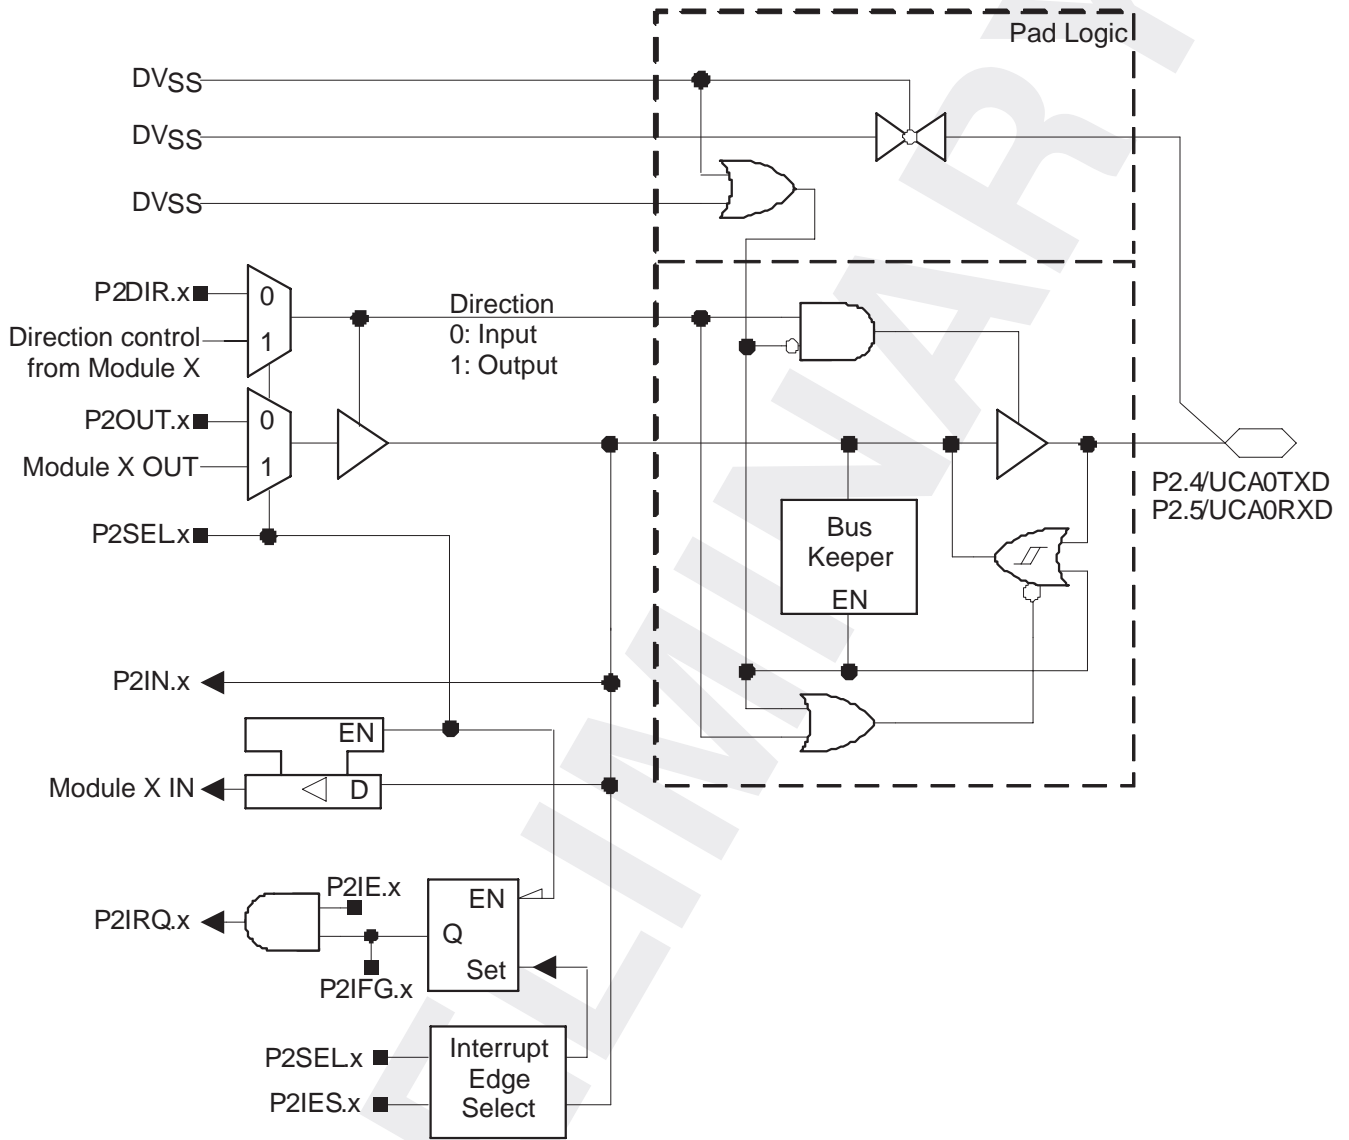 Pad Logic
DVSS
DVSS
DVSS
P2DIR.x
0
1
Direction control
from Module X
Direction
0: Input
1: Output
P2OUT.x
0
1
Module X OUT
P2SEL.x
P2.4/UCA0TXD
P2.5/UCA0RXD
Bus
Keeper
EN
P2IN.x
EN
Module X IN
D
P2IE.x
P2IRQ.x
EN
Q
Set
P2IFG.x
P2SEL.x
P2IES.x
Interrupt
Edge
Select
ELIMINARY